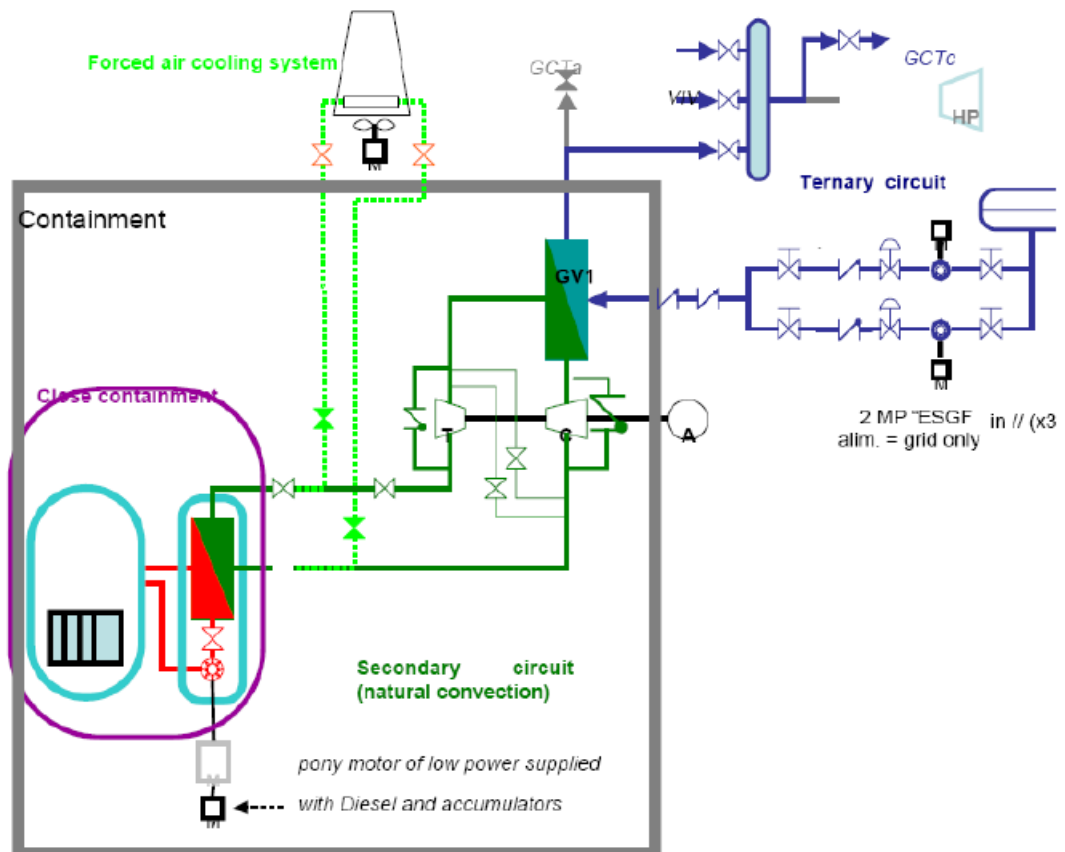 Forced air cooling system
GCTa
GCTc
VIV
HP
M
Ternary circuit
Containment
M
GV1
Close containment
T
C
A
M
2 MP "ESGF in // (x3
alim. = grid only
Secondary circuit
(natural convection)
pony motor of low power supplied
with Diesel and accumulators
M